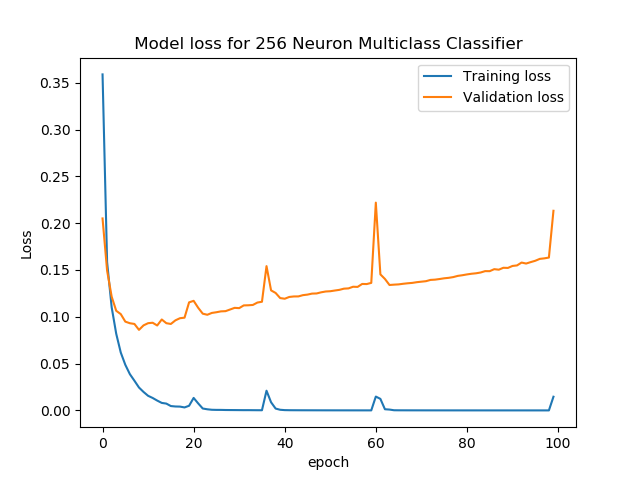 Model loss for 256 Neuron Multiclass Classifier
Training loss
Validation loss
0.35
0.30
0.25
0.20
0.15
0.10
0.05
0.00
Loss
0 20 40 60 80 100
epoch